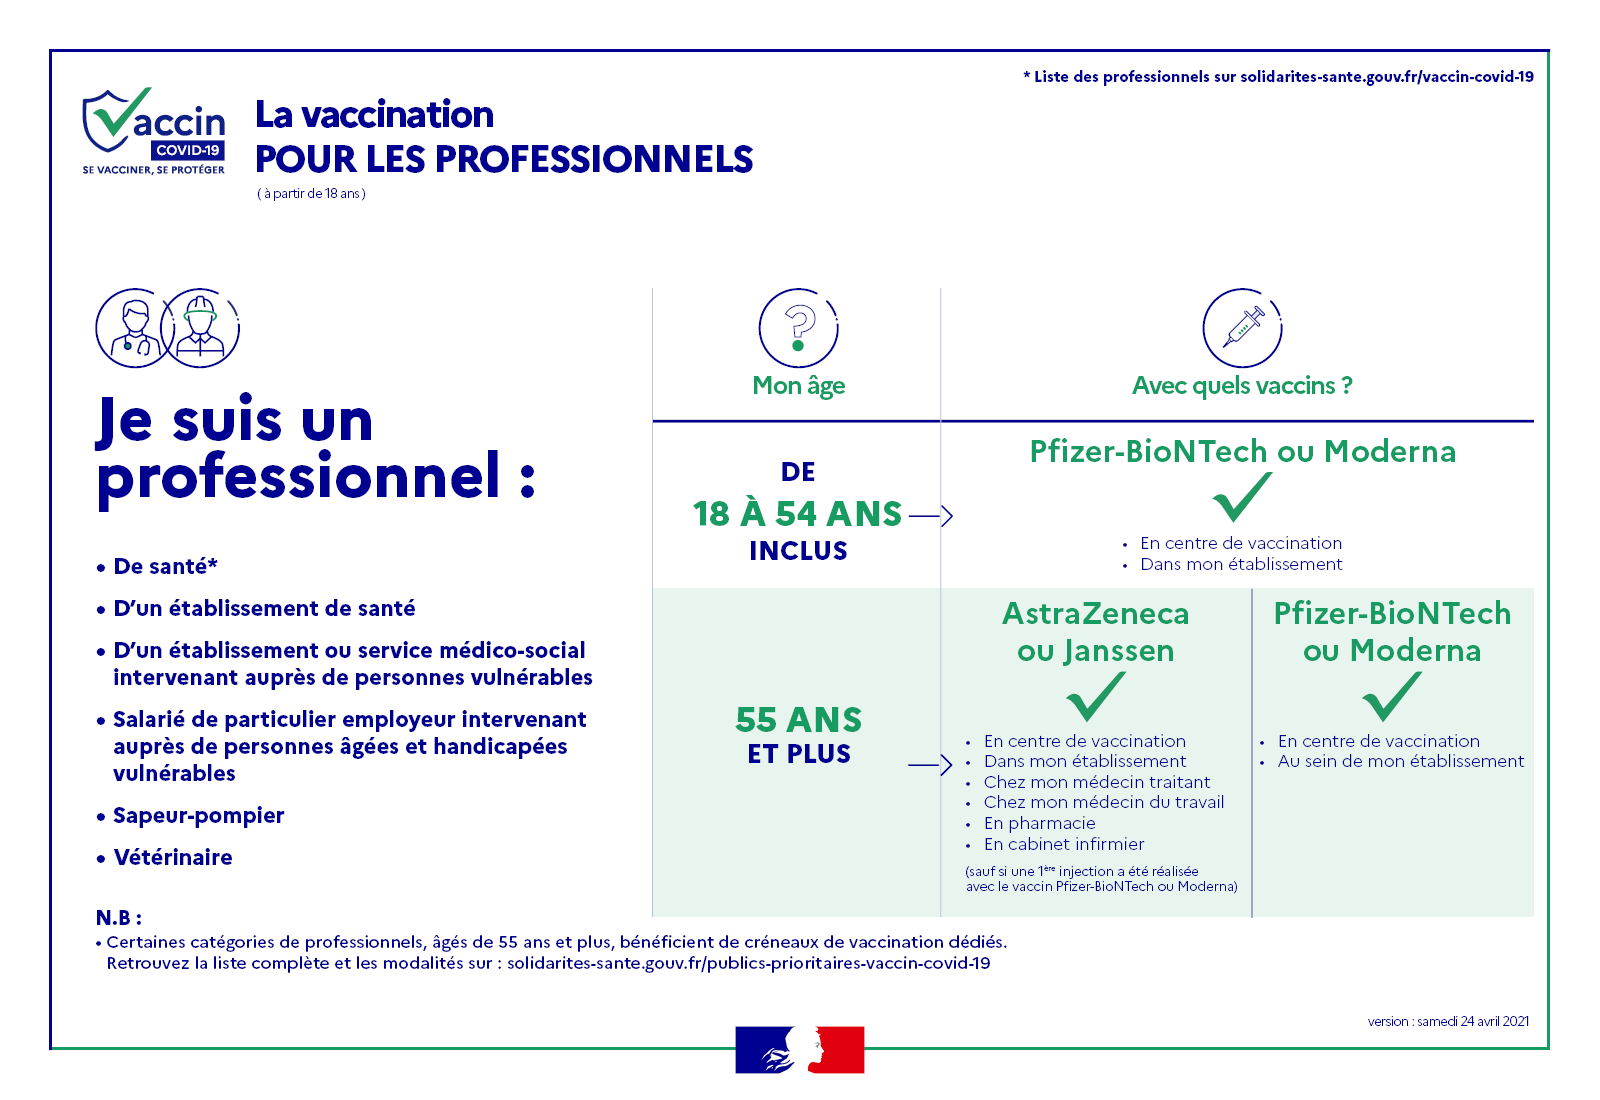 * Liste des professionnels sur solidarites-sante.gouv.fr/vaccin-covid-19
Vaccin
COVID-19
SE VACCINER, SE PROTÉGER
La vaccination
POUR LES PROFESSIONNELS
( à partir de 18 ans )
Je suis un
professionnel :
• De santé*
• D’un établissement de santé
• D’un établissement ou service médico-social
intervenant auprès de personnes vulnérables
• Salarié de particulier employeur intervenant
auprès de personnes âgées et handicapées
vulnérables
• Sapeur-pompier
• Vétérinaire
Mon âge
Avec quels vaccins ?
DE
18 À 54 ANS
INCLUS
Pfizer-BioNTech ou Moderna
• En centre de vaccination
• Dans mon établissement
55 ANS
ET PLUS
AstraZeneca
ou Janssen
• En centre de vaccination
• Dans mon établissement
• Chez mon médecin traitant
• Chez mon médecin du travail
• En pharmacie
• En cabinet infirmier
(sauf si une 1ère injection a été réalisée
avec le vaccin Pfizer-BioNTech ou Moderna)
Pfizer-BioNTech
ou Moderna
• En centre de vaccination
• Au sein de mon établissement
N.B :
• Certaines catégories de professionnels, âgés de 55 ans et plus, bénéficient de créneaux de vaccination dédiés.
Retrouvez la liste complète et les modalités sur : solidarites-sante.gouv.fr/publics-prioritaires-vaccin-covid-19
version : samedi 24 avril 2021